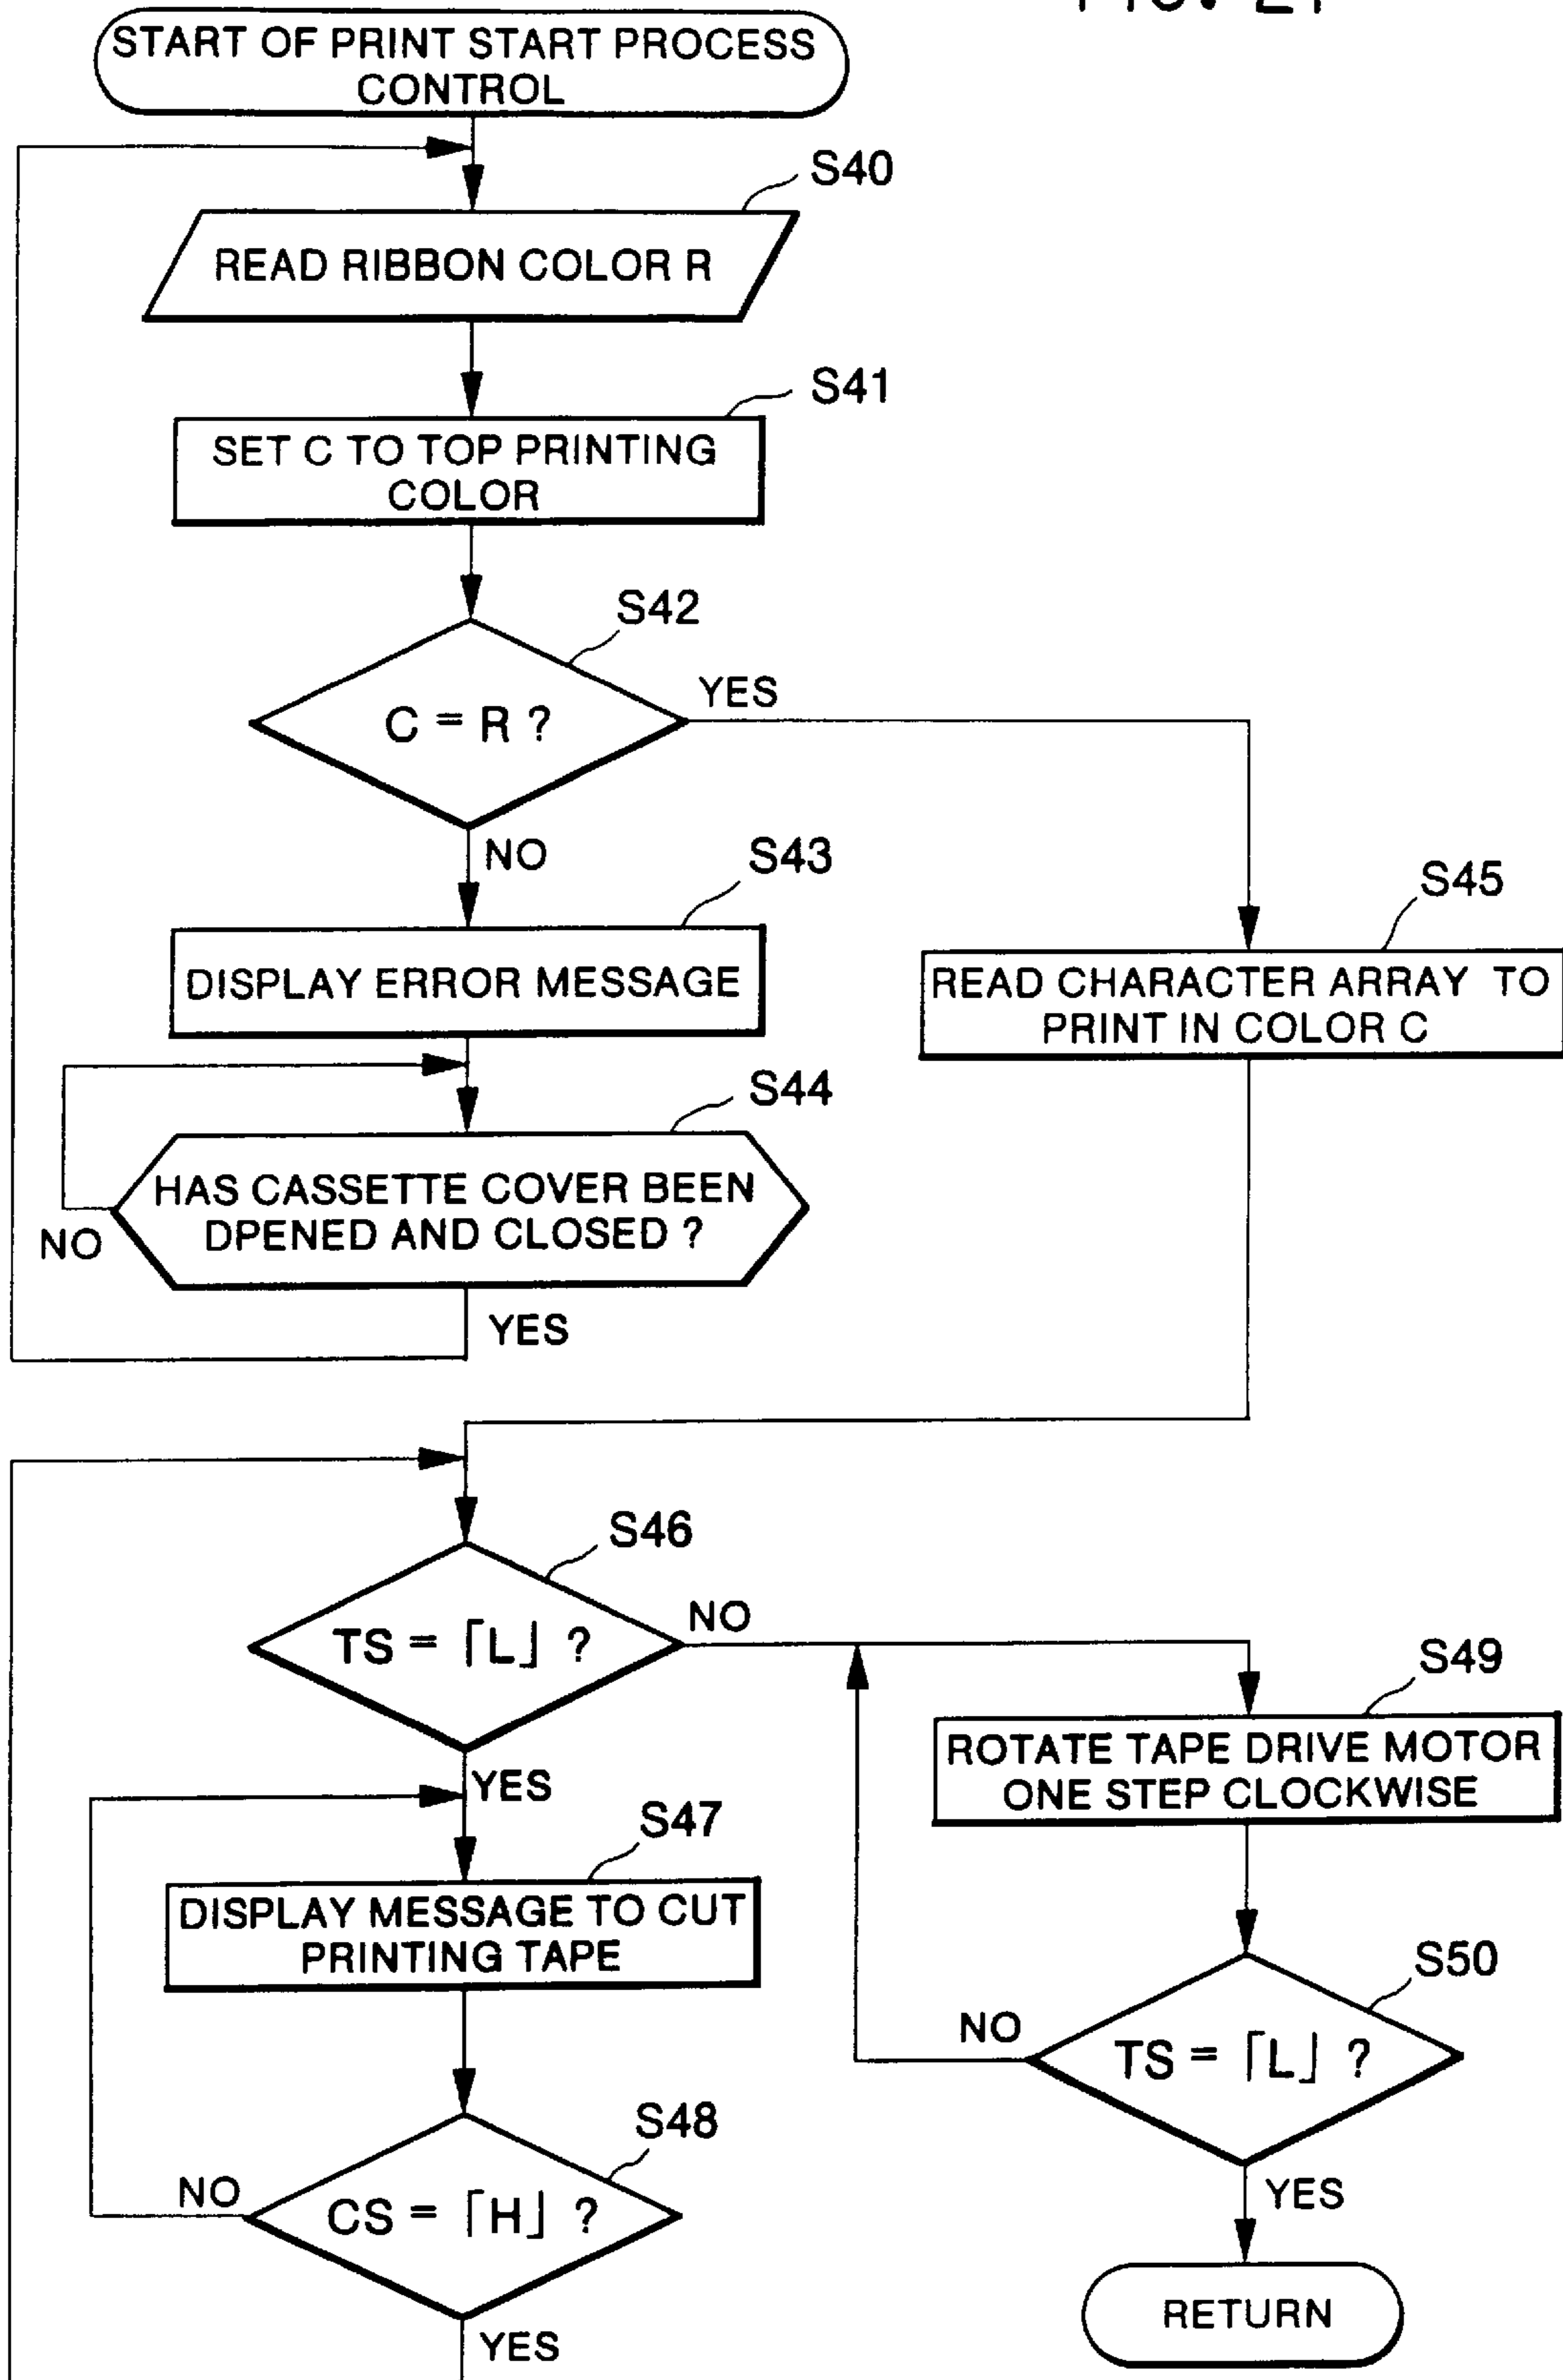 START OF PRINT START PROCESS
CONTROL
S40
READ RIBBON COLOR R
S41
SET C TO TOP PRINTING
COLOR
S42
C = R ?
YES
NO
S43
DISPLAY ERROR MESSAGE
S45
READ CHARACTER ARRAY TO
PRINT IN COLOR C
S44
HAS CASSETTE COVER BEEN
DPENED AND CLOSED ?
NO
YES
S46
TS = ⌈L⌋ ?
NO
YES
S49
ROTATE TAPE DRIVE MOTOR
ONE STEP CLOCKWISE
S47
DISPLAY MESSAGE TO CUT
PRINTING TAPE
S50
TS = ⌈L⌋ ?
NO
YES
S48
CS = ⌈H⌋ ?
NO
YES
RETURN